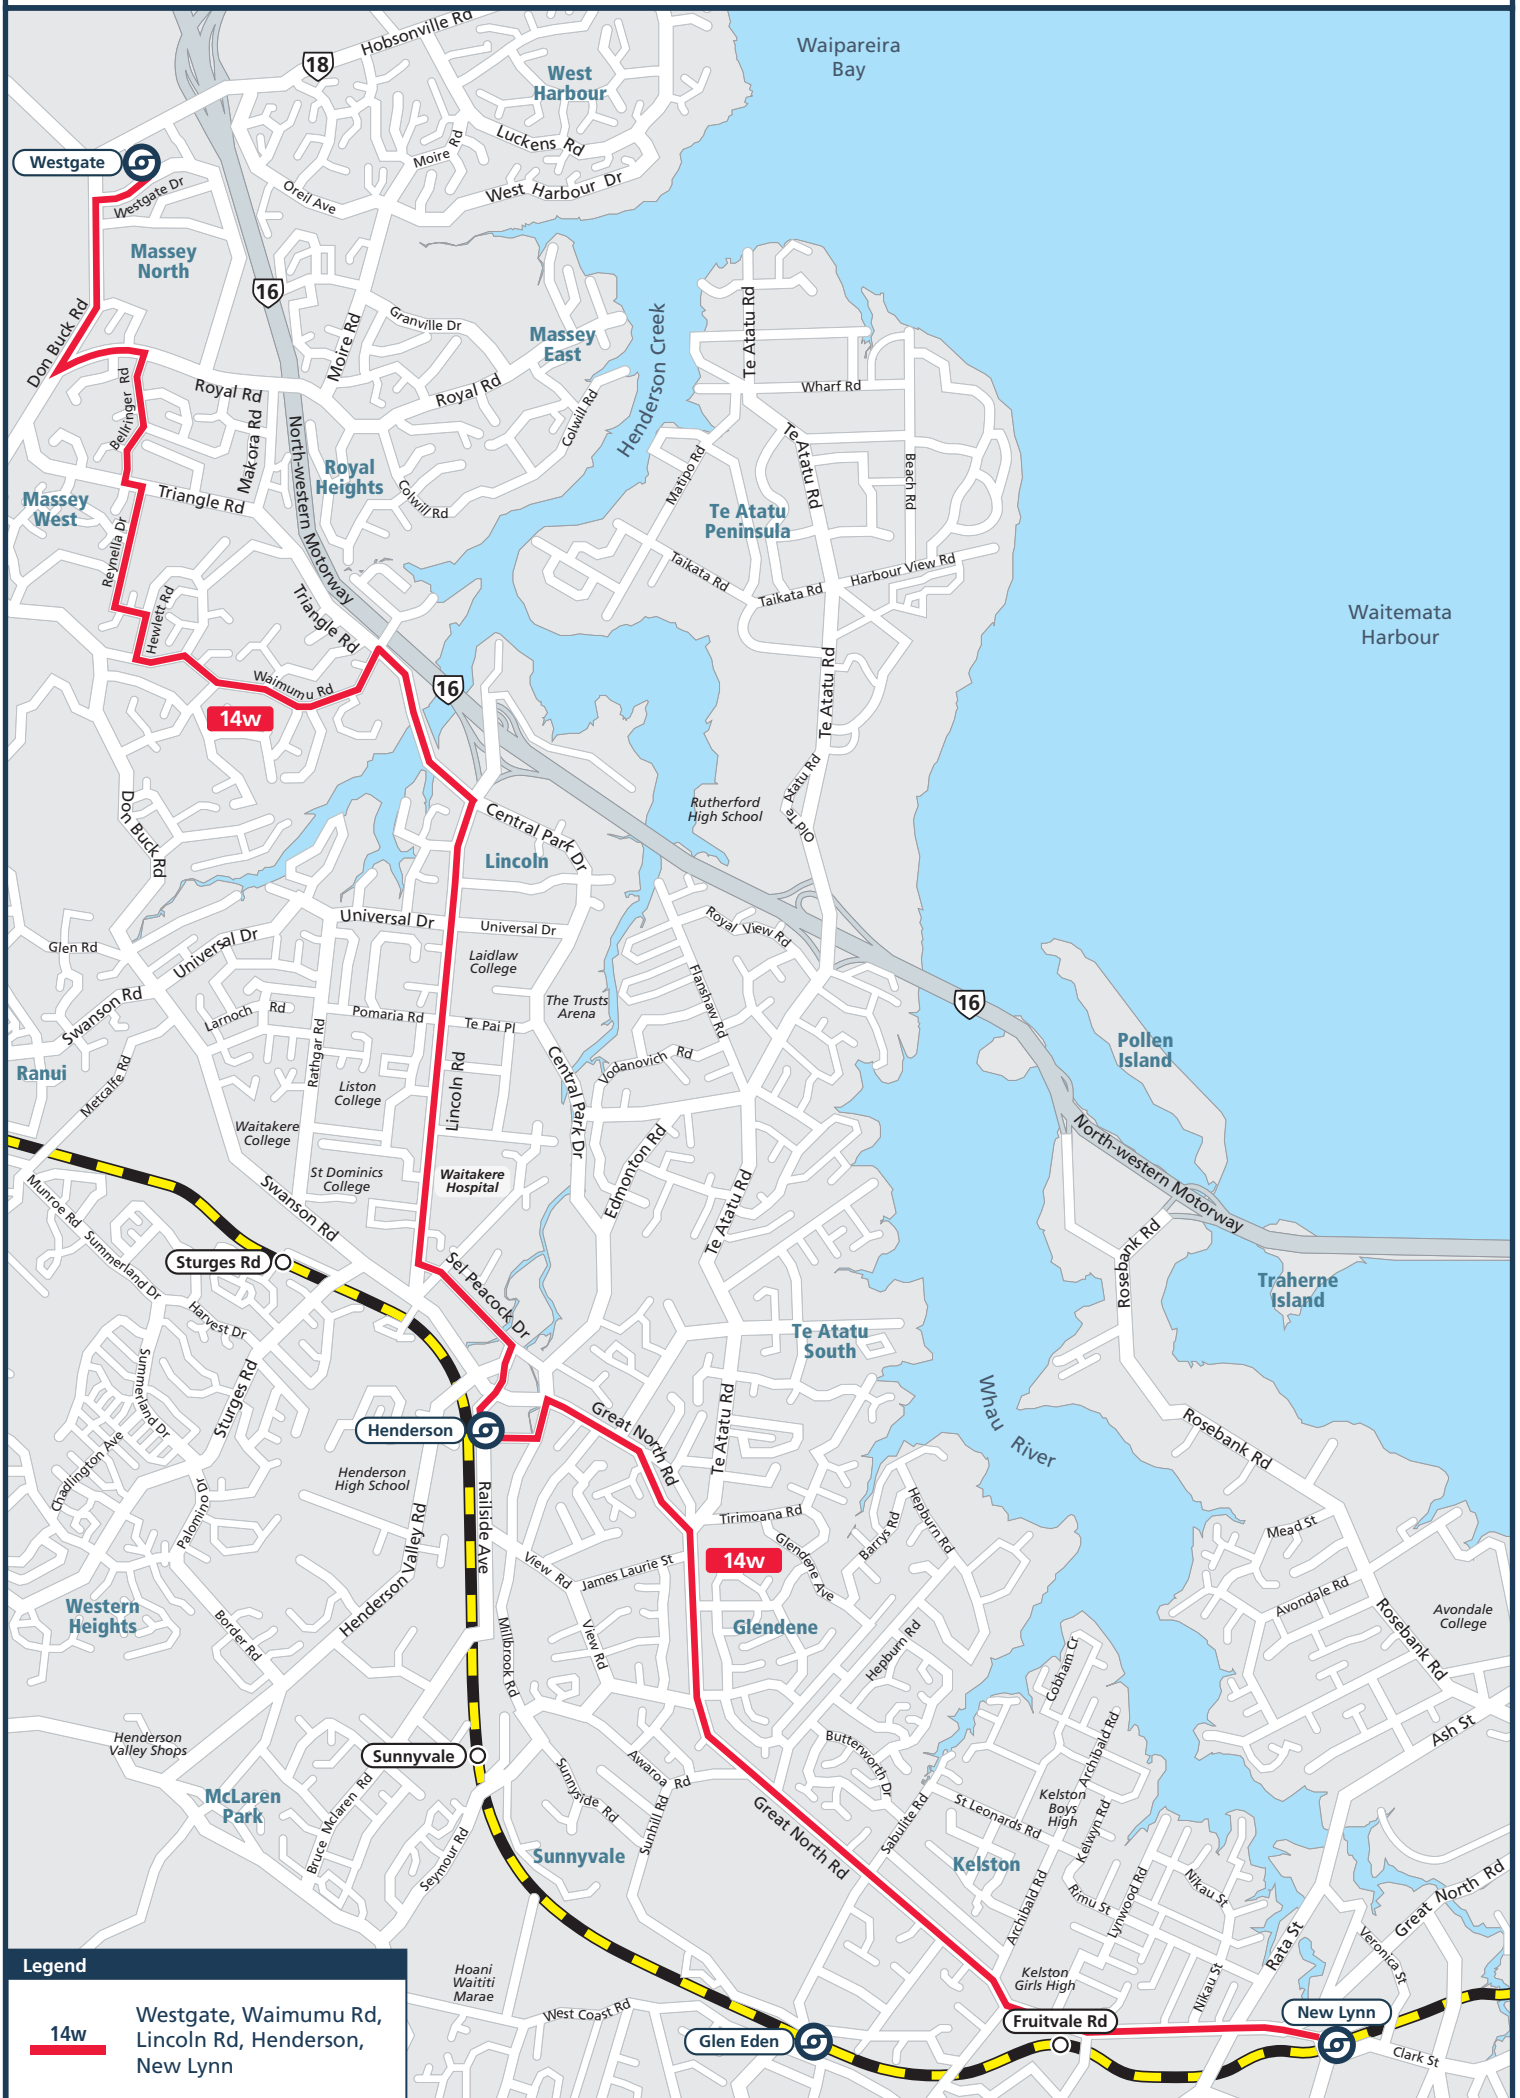 Hobsonville Rd
18
West
Harbour
Waipareira
Bay
Luckens Rd
Moire Rd
Westgate
Westgate Dr
Oreil Ave
West Harbour Dr
Massey
North
16
Don Buck Rd
Moire Rd
Granville Dr
Massey
East
Henderson Creek
Te Atatu Rd
Royal Rd
Royal Rd
Wharf Rd
Bellringer Rd
Makora Rd
Colwill Rd
Te Atatu Rd
North-western Motorway
Royal
Heights
Colwill Rd
Matipo Rd
Beach Rd
Massey
West
Triangle Rd
Te Atatu
Peninsula
Reynella Dr
Taikata Rd
Taikata Rd
Harbour View Rd
Hewlett Rd
Triangle Rd
Waitemata
Harbour
Waimumu Rd
16
14w
Te Atatu Rd
Old Te Atatu Rd
Rutherford
High School
Don Buck Rd
Central Park Dr
Lincoln
Universal Dr
Universal Dr
Universal Dr
Royal View Rd
Glen Rd
Laidlaw
College
Flanshaw Rd
The Trusts
Arena
16
Swanson Rd
Larnoch Rd
Pomaria Rd
Te Pai Pl
Pollen
Island
Ranui
Metcalfe Rd
Rathgar Rd
Liston
College
Lincoln Rd
Central Park Dr
Vodanovich Rd
Waitakere
College
Edmonton Rd
North-western Motorway
St Dominics
College
Waitakere
Hospital
Munroe Rd
Swanson Rd
Te Atatu Rd
Rosebank Rd
Summerland Dr
Sturges Rd
Sel Peacock Dr
Traherne
Island
Harvest Dr
Te Atatu
South
Summerland Dr
Sturges Rd
Whau River
Te Atatu Rd
Great North Rd
Henderson
Rosebank Rd
Chadlington Ave
Henderson
High School
Palomino Dr
Railside Ave
Henderson Valley Rd
Tirimoana Rd
Hepburn Rd
Barrys Rd
Mead St
14w
Glendene Ave
View Rd
James Laurie St
Western
Heights
Border Rd
Avondale Rd
Rosebank Rd
Avondale
College
Millbrook Rd
View Rd
Glendene
Hepburn Rd
Cobham Cr
Henderson
Valley Shops
Sunnyvale
Butterworth Dr
Archibald Rd
Ash St
Awaroa Rd
Sunnyside Rd
McLaren
Park
Bruce Mclaren Rd
Great North Rd
Sabulite Rd
St Leonards Rd
Kelston
Boys
High
Kelwyn Rd
Seymour Rd
Sunnyvale
Sunhill Rd
Kelston
Rimu St
Lynwood Rd
Nikau St
Great North Rd
Archibald Rd
Rata St
Veronica St
Legend
Hoani
Waititi
Marae
Kelston
Girls High
Nikau St
West Coast Rd
New Lynn
Fruitvale Rd
Glen Eden
Clark St
14w
Westgate, Waimumu Rd,
Lincoln Rd, Henderson,
New Lynn